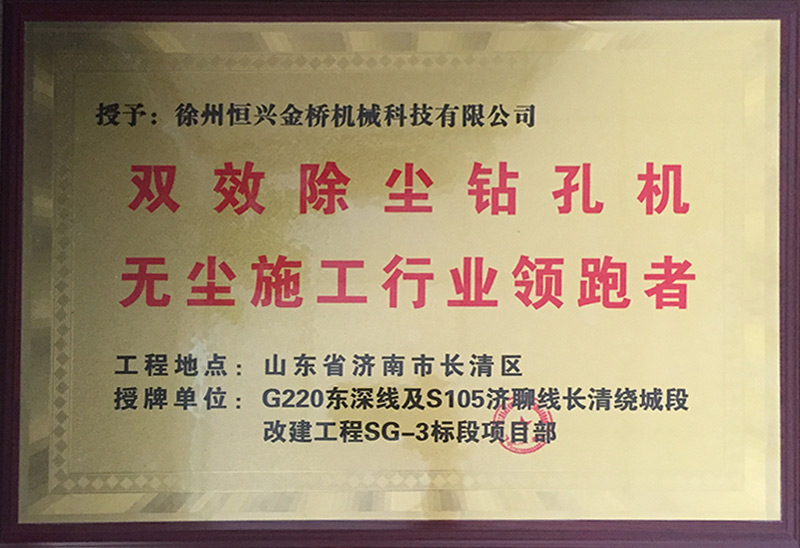 授予：徐州恒兴金桥机械科技有限公司
双效除尘钻孔机
无尘施工行业领跑者
工程地点：山东省济南市长清区
授牌单位：G220东深线及S105济聊线长清绕城段
改建工程SG-3标段项目部